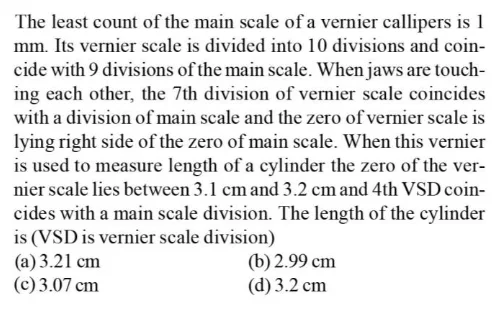 The least count of the main scale of a vernier callipers is 1
mm. Its vernier scale is divided into 10 divisions and coin-
cide with 9 divisions of the main scale. When jaws are touch-
ing each other, the 7th division of vernier scale coincides
with a division of main scale and the zero of vernier scale is
lying right side of the zero of main scale. When this vernier
is used to measure length of a cylinder the zero of the ver-
nier scale lies between 3.1 cm and 3.2 cm and 4th VSD coin-
cides with a main scale division. The length of the cylinder
is (VSD is vernier scale division)
(a) 3.21 cm (b) 2.99 cm
(c) 3.07 cm (d) 3.2 cm